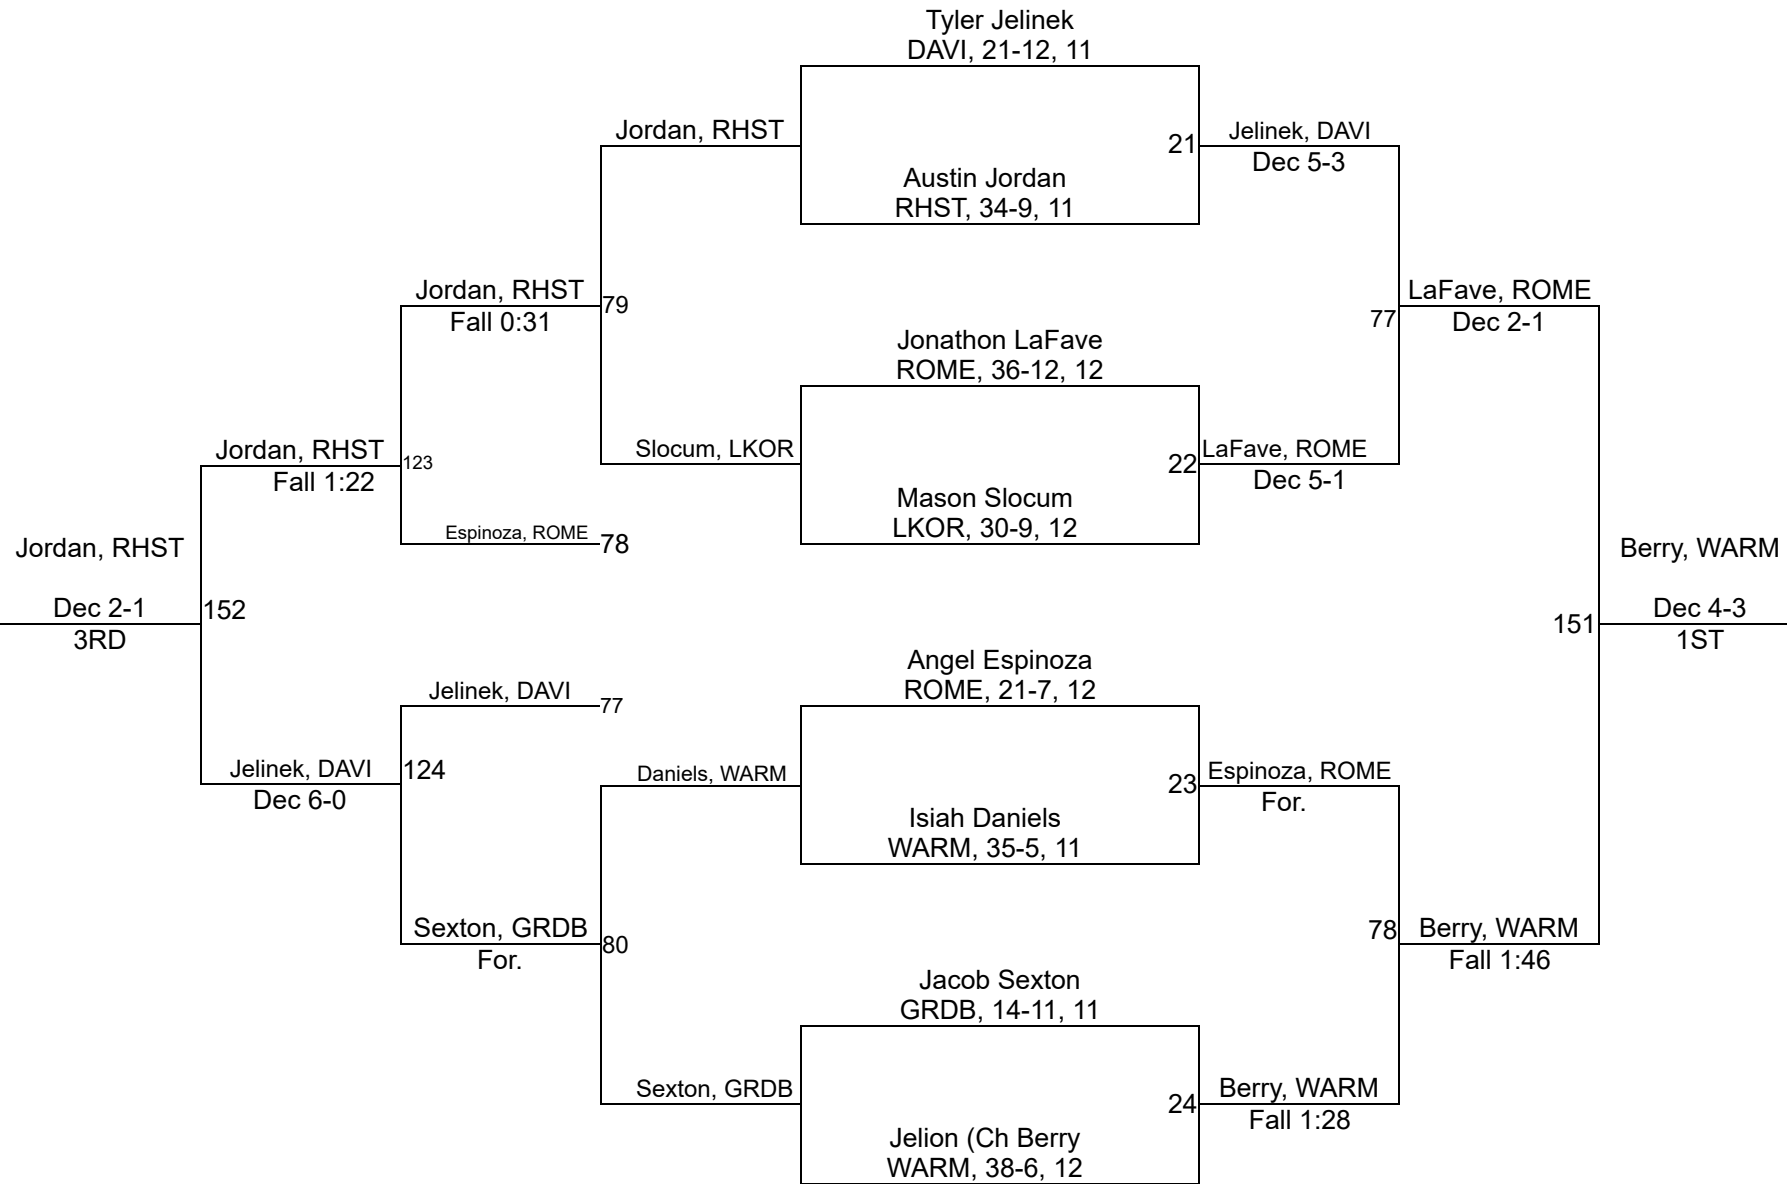 Tyler Jelinek
DAVI, 21-12, 11
Jordan, RHST
21
Jelinek, DAVI
Dec 5-3
Austin Jordan
RHST, 34-9, 11
Jordan, RHST
Fall 0:31
79
77
LaFave, ROME
Dec 2-1
Jonathon LaFave
ROME, 36-12, 12
Jordan, RHST
Fall 1:22
123
Slocum, LKOR
22
LaFave, ROME
Dec 5-1
Mason Slocum
LKOR, 30-9, 12
Espinoza, ROME
78
Jordan, RHST
Dec 2-1
3RD
152
Berry, WARM
151
Dec 4-3
1ST
Angel Espinoza
ROME, 21-7, 12
Jelinek, DAVI
77
Jelinek, DAVI
Dec 6-0
124
Daniels, WARM
23
Espinoza, ROME
For.
Isiah Daniels
WARM, 35-5, 11
Sexton, GRDB
For.
80
78
Berry, WARM
Fall 1:46
Jacob Sexton
GRDB, 14-11, 11
Sexton, GRDB
24
Berry, WARM
Fall 1:28
Jelion (Ch Berry
WARM, 38-6, 12